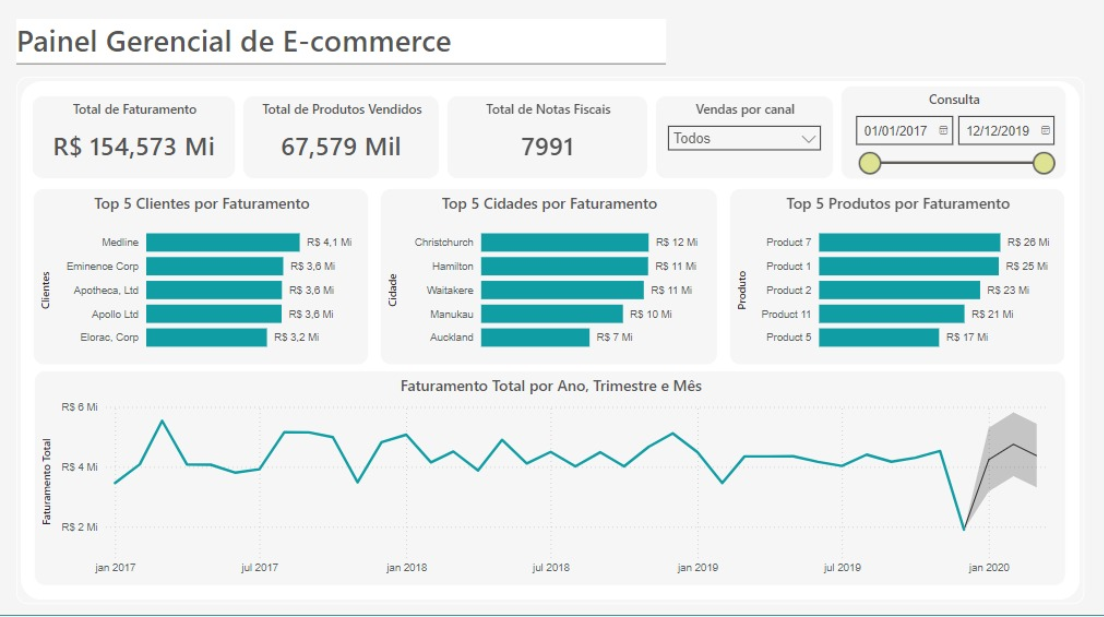 Painel Gerencial de E-commerce
Total de Faturamento
R$ 154,573 Mi
Total de Produtos Vendidos
67,579 Mil
Total de Notas Fiscais
7991
Vendas por canal
Todos
Consulta
01/01/2017
12/12/2019
Top 5 Clientes por Faturamento
Clientes
Medline
R$ 4,1 Mi
Eminence Corp
R$ 3,6 Mi
Apotheca, Ltd
R$ 3,6 Mi
Apollo Ltd
R$ 3,6 Mi
Elorac, Corp
R$ 3,2 Mi
Top 5 Cidades por Faturamento
Cidade
Christchurch
R$ 12 Mi
Hamilton
R$ 11 Mi
Waitakere
R$ 11 Mi
Manukau
R$ 10 Mi
Auckland
R$ 7 Mi
Top 5 Produtos por Faturamento
Produto
Product 7
R$ 26 Mi
Product 1
R$ 25 Mi
Product 2
R$ 23 Mi
Product 11
R$ 21 Mi
Product 5
R$ 17 Mi
Faturamento Total por Ano, Trimestre e Mês
Faturamento Total
R$ 6 Mi
R$ 4 Mi
R$ 2 Mi
jan 2017
jul 2017
jan 2018
jul 2018
jan 2019
jul 2019
jan 2020